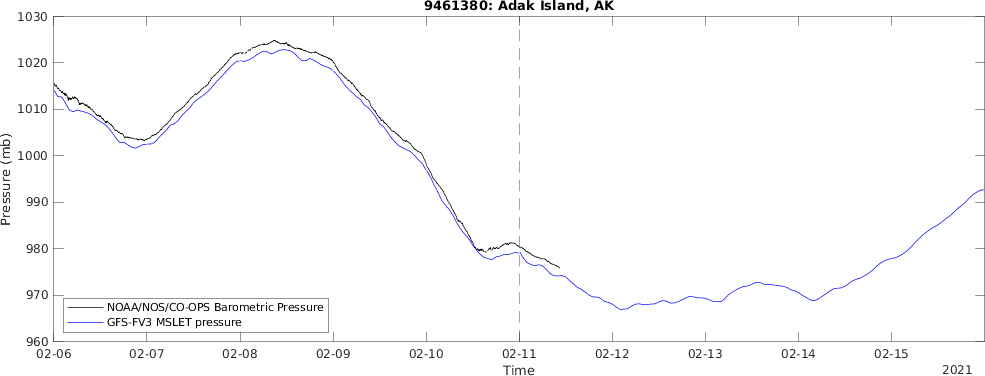 9461380: Adak Island, AK
1030
1020
1010
1000
990
980
970
960
Pressure (mb)
NOAA/NOS/CO-OPS Barometric Pressure
GFS-FV3 MSLET pressure
02-06 02-07 02-08 02-09 02-10 02-11 02-12 02-13 02-14 02-15
Time
2021